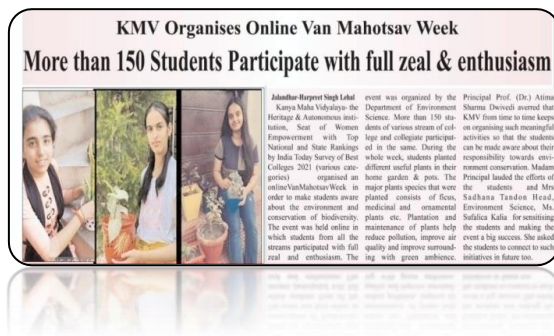 KMV Organises Online Van Mahotsav Week
More than 150 Students Participate with full zeal & enthusiasm
Jalandhar-Harpreet Singh Lehal
Kanya Maha Vidyalaya- the
Heritage & Autonomous insti-
tution, Seat of Women
Empowerment with Top
National and State Rankings
by India Today Survey of Best
Colleges 2021 (various cate-
gories) organised an
onlineVanMahotsavWeek in
order to make students aware
about the environment and
conservation of biodiversity.
The event was held online in
which students from all the
streams participated with full
zeal and enthusiasm. The
event was organized by the
Department of Environment
Science. More than 150 stu-
dents of various stream of col-
lege and collegiate participat-
ed in the same. During the
whole week, students planted
different useful plants in their
home garden & pots. The
major plants species that were
planted consists of ficus,
medicinal and ornamental
plants etc. Plantation and
maintenance of plants help
reduce pollution, improve air
quality and improve surround-
ing with green ambience.
Principal Prof. (Dr.) Atima
Sharma Dwivedi averred that
KMV from time to time keeps
on organising such meaningful
activities so that the students
can be made aware about their
responsibility towards envi-
ronment conservation. Madam
Principal lauded the efforts of
the students and Mrs
Sadhana Tandon Head,
Environment Science, Ms.
Sufalica Kalia for sensitising
the students and making the
event a big success. She asked
the students to connect to such
initiatives in future too.